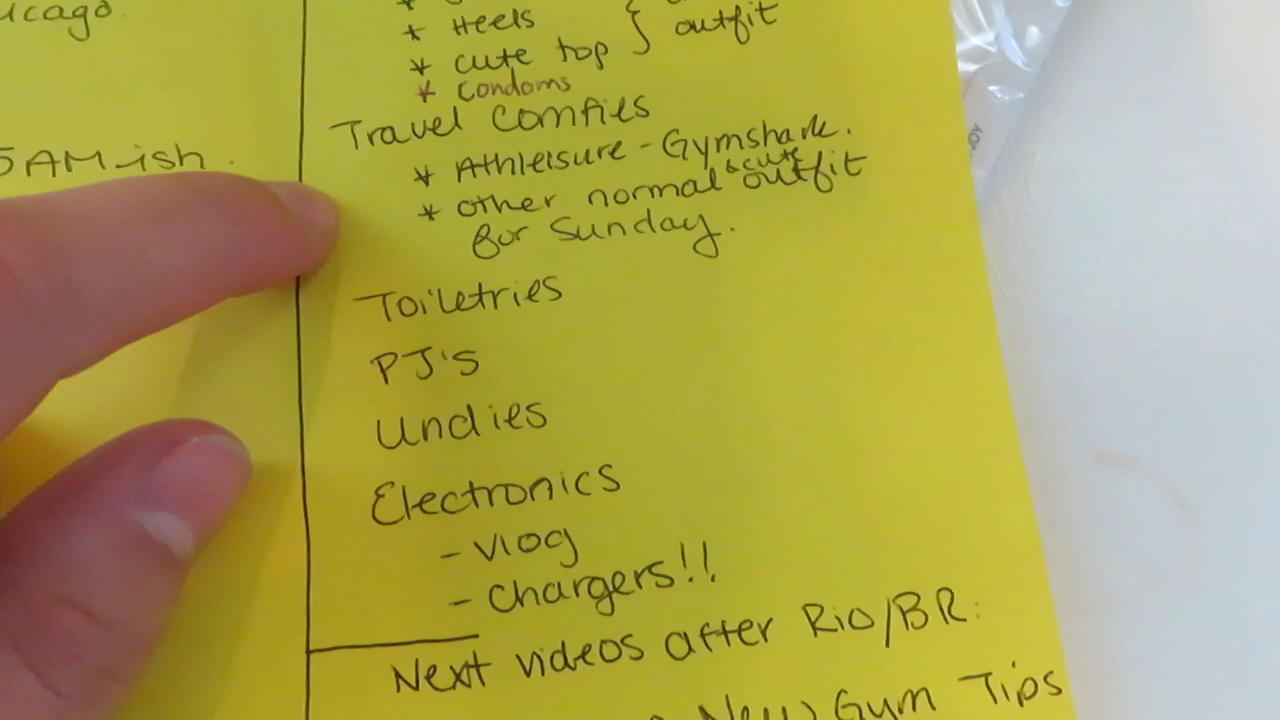 * Heels
* cute top } outfit
* Condoms
Travel Comfies
* Athleisure - Gymshark.
* other normal & cute outfit
for Sunday.
Toiletries
PJ's
Undies
Electronics
- Vlog
- Chargers!!
Next videos after Rio/BR:
New Gym Tips
5AM-ish.